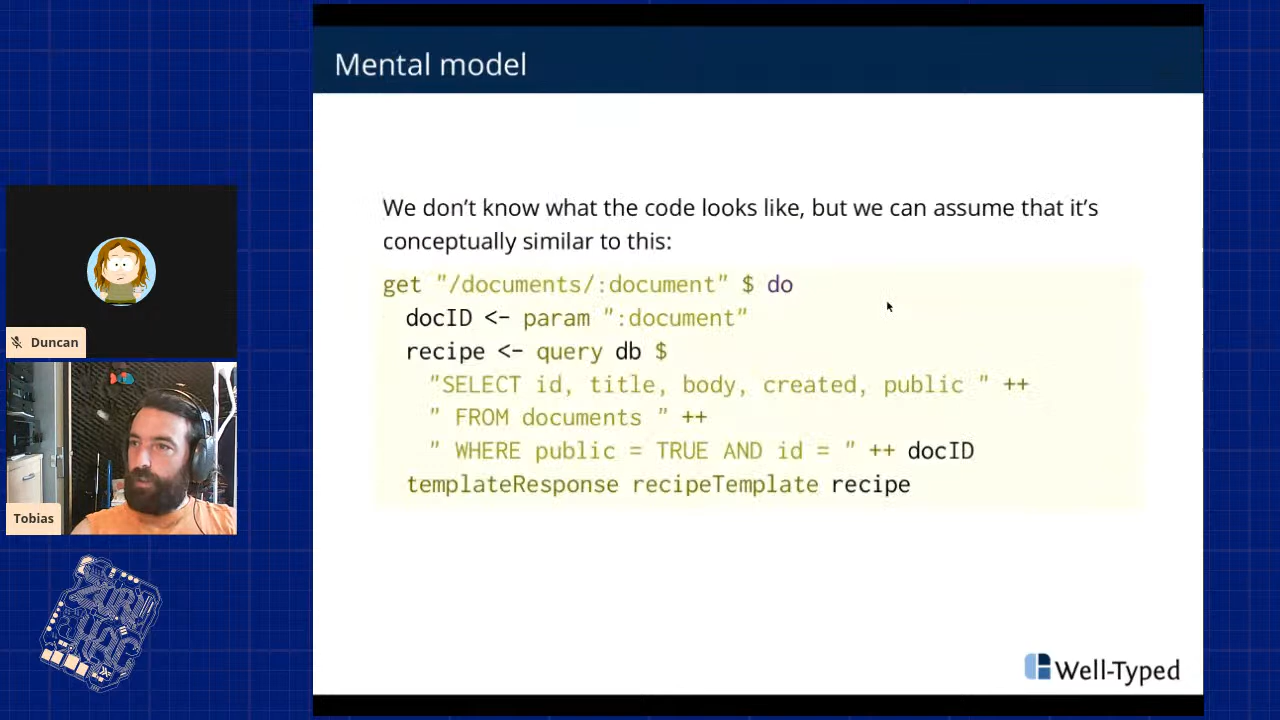 Mental model
We don’t know what the code looks like, but we can assume that it’s
conceptually similar to this:
get "/documents/:document" $ do
docID <- param ":document"
recipe <- query db $
"SELECT id, title, body, created, public " ++
" FROM documents " ++
" WHERE public = TRUE AND id = " ++ docID
templateResponse recipeTemplate recipe
Well-Typed
Duncan
Tobias
ZURI
HAC